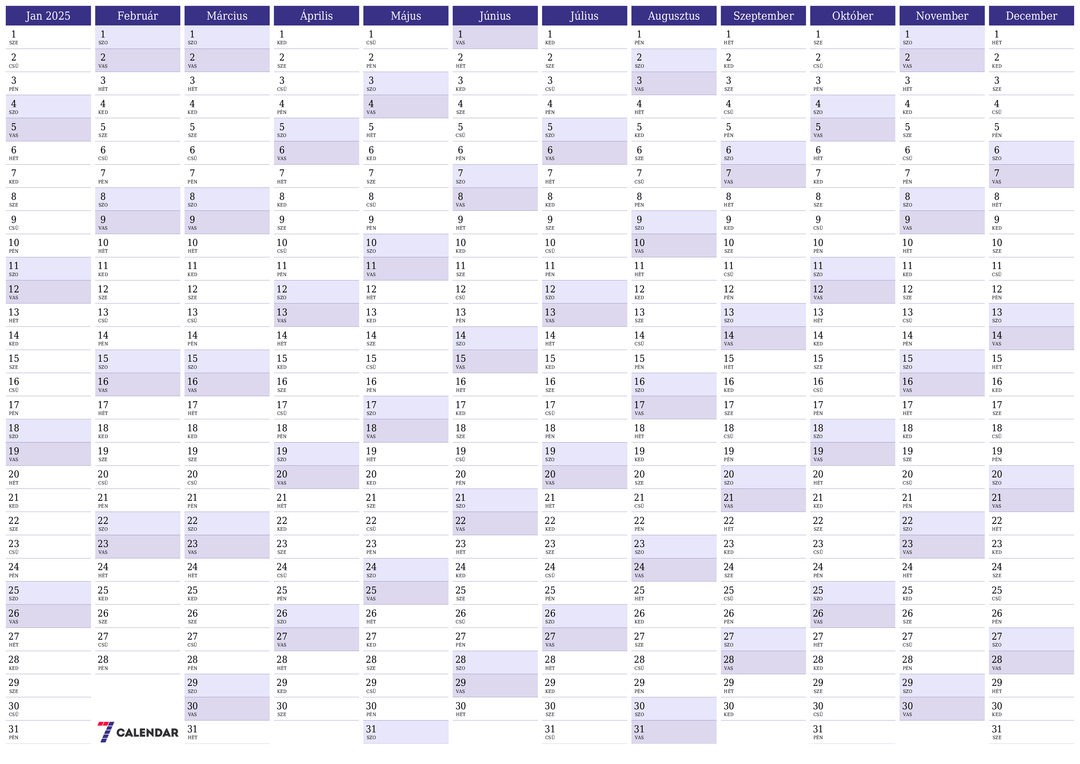 Jan 2025 Február Március Április Május Június Július Augusztus Szeptember Október November December
1 1 1 1 1 1 1 1 1 1 1 1
SZE SZO SZO KED CSÜ VAS KED PÉN HÉT SZE SZO HÉT
2 2 2 2 2 2 2 2 2 2 2 2
CSÜ VAS VAS SZE PÉN HÉT SZE SZO KED CSÜ VAS KED
3 3 3 3 3 3 3 3 3 3 3 3
PÉN HÉT HÉT CSÜ SZO KED CSÜ VAS SZE PÉN HÉT SZE
4 4 4 4 4 4 4 4 4 4 4 4
SZO KED KED PÉN VAS SZE PÉN HÉT CSÜ SZO KED CSÜ
5 5 5 5 5 5 5 5 5 5 5 5
VAS SZE SZE SZO HÉT CSÜ SZO KED PÉN VAS SZE PÉN
6 6 6 6 6 6 6 6 6 6 6 6
HÉT CSÜ CSÜ VAS KED PÉN VAS SZE SZO HÉT CSÜ SZO
7 7 7 7 7 7 7 7 7 7 7 7
KED PÉN PÉN HÉT SZE SZO HÉT CSÜ VAS KED PÉN VAS
8 8 8 8 8 8 8 8 8 8 8 8
SZE SZO SZO KED CSÜ VAS KED PÉN HÉT SZE SZO HÉT
9 9 9 9 9 9 9 9 9 9 9 9
CSÜ VAS VAS SZE PÉN HÉT SZE SZO KED CSÜ VAS KED
10 10 10 10 10 10 10 10 10 10 10 10
PÉN HÉT HÉT CSÜ SZO KED CSÜ VAS SZE PÉN HÉT SZE
11 11 11 11 11 11 11 11 11 11 11 11
SZO KED KED PÉN VAS SZE PÉN HÉT CSÜ SZO KED CSÜ
12 12 12 12 12 12 12 12 12 12 12 12
VAS SZE SZE SZO HÉT CSÜ SZO KED PÉN VAS SZE PÉN
13 13 13 13 13 13 13 13 13 13 13 13
HÉT CSÜ CSÜ VAS KED PÉN VAS SZE SZO HÉT CSÜ SZO
14 14 14 14 14 14 14 14 14 14 14 14
KED PÉN PÉN HÉT SZE SZO HÉT CSÜ VAS KED PÉN VAS
15 15 15 15 15 15 15 15 15 15 15 15
SZE SZO SZO KED CSÜ VAS KED PÉN HÉT SZE SZO HÉT
16 16 16 16 16 16 16 16 16 16 16 16
CSÜ VAS VAS SZE PÉN HÉT SZE SZO KED CSÜ VAS KED
17 17 17 17 17 17 17 17 17 17 17 17
PÉN HÉT HÉT CSÜ SZO KED CSÜ VAS SZE PÉN HÉT SZE
18 18 18 18 18 18 18 18 18 18 18 18
SZO KED KED PÉN VAS SZE PÉN HÉT CSÜ SZO KED CSÜ
19 19 19 19 19 19 19 19 19 19 19 19
VAS SZE SZE SZO HÉT CSÜ SZO KED PÉN VAS SZE PÉN
20 20 20 20 20 20 20 20 20 20 20 20
HÉT CSÜ CSÜ VAS KED PÉN VAS SZE SZO HÉT CSÜ SZO
21 21 21 21 21 21 21 21 21 21 21 21
KED PÉN PÉN HÉT SZE SZO HÉT CSÜ VAS KED PÉN VAS
22 22 22 22 22 22 22 22 22 22 22 22
SZE SZO SZO KED CSÜ VAS KED PÉN HÉT SZE SZO HÉT
23 23 23 23 23 23 23 23 23 23 23 23
CSÜ VAS VAS SZE PÉN HÉT SZE SZO KED CSÜ VAS KED
24 24 24 24 24 24 24 24 24 24 24 24
PÉN HÉT HÉT CSÜ SZO KED CSÜ VAS SZE PÉN HÉT SZE
25 25 25 25 25 25 25 25 25 25 25 25
SZO KED KED PÉN VAS SZE PÉN HÉT CSÜ SZO KED CSÜ
26 26 26 26 26 26 26 26 26 26 26 26
VAS SZE SZE SZO HÉT CSÜ SZO KED PÉN VAS SZE PÉN
27 27 27 27 27 27 27 27 27 27 27 27
HÉT CSÜ CSÜ VAS KED PÉN VAS SZE SZO HÉT CSÜ SZO
28 28 28 28 28 28 28 28 28 28 28 28
KED PÉN PÉN HÉT SZE SZO HÉT CSÜ VAS KED PÉN VAS
29 29 29 29 29 29 29 29 29 29 29
SZE SZO KED CSÜ VAS KED PÉN HÉT SZE SZO HÉT
30 30 30 30 30 30 30 30 30 30 30
CSÜ VAS SZE PÉN HÉT SZE SZO KED CSÜ VAS KED
31 7 CALENDAR 31 31 31 31 31 31
PÉN HÉT SZO CSÜ VAS PÉN SZE